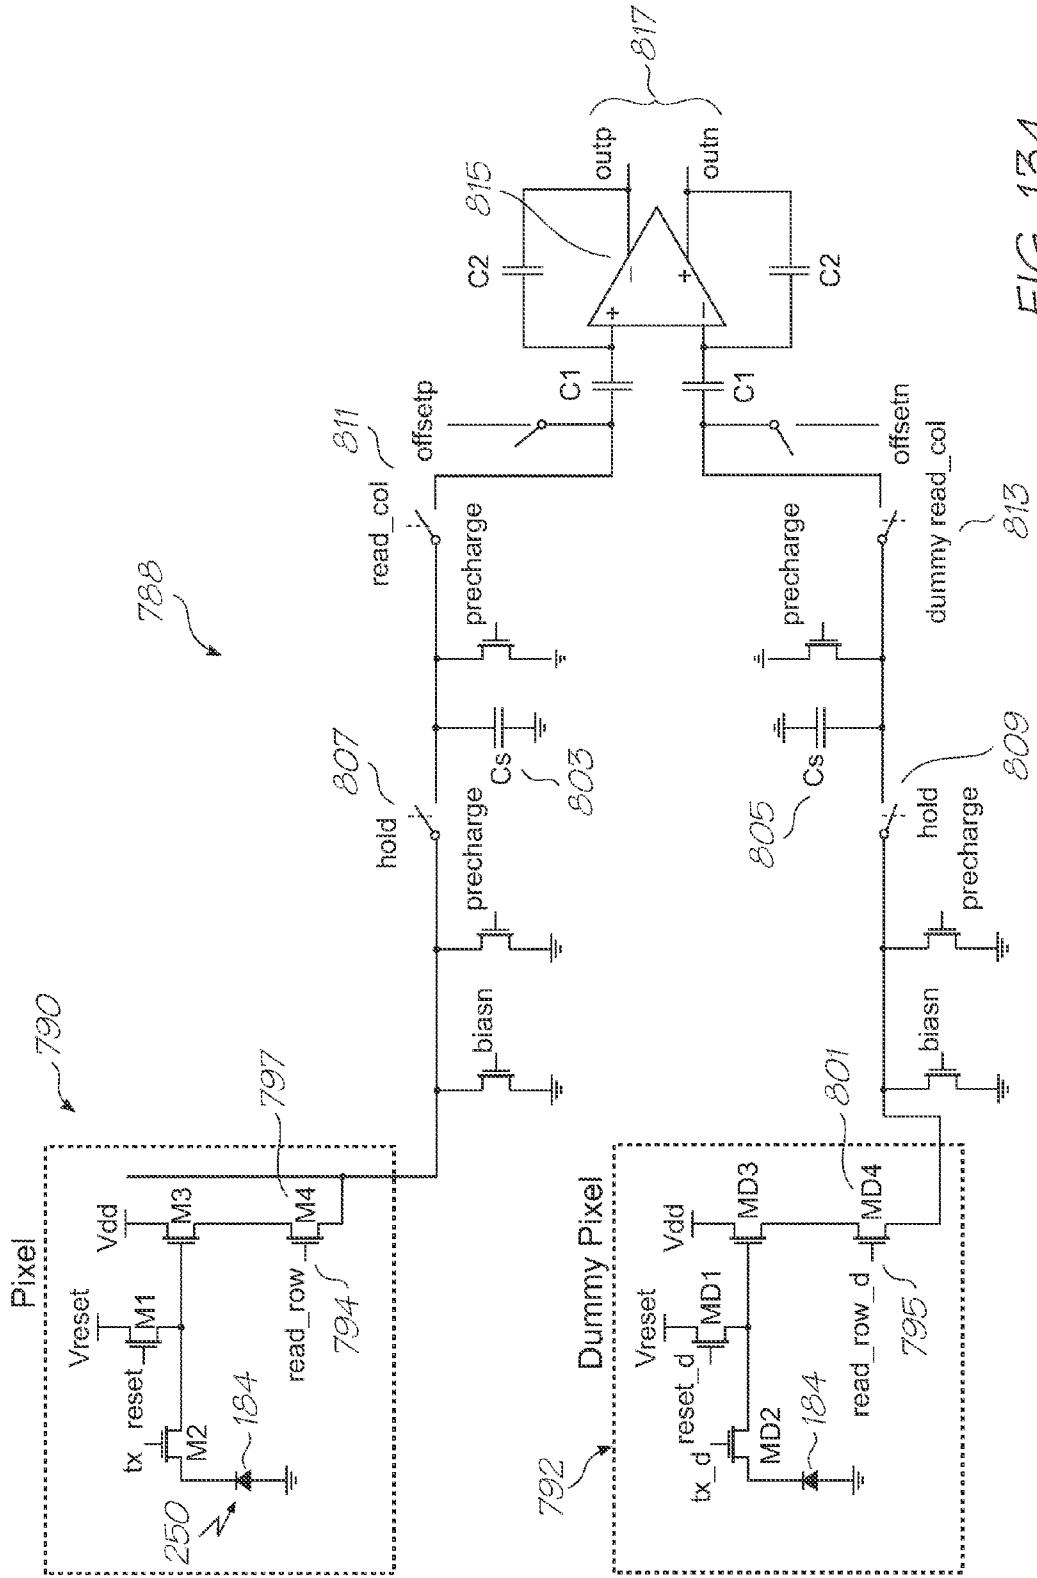 Pixel
790
Vreset
Vdd
M1
M3
reset
tx
M2
184
250
read_row
794
M4
797
biasn
precharge
hold
807
Cs
803
788
precharge
read_col
811
offsetp
C1
C2
815
+
−
outp
817
Dummy Pixel
792
Vreset
Vdd
MD1
MD3
reset_d
tx_d
MD2
184
read_row_d
795
MD4
801
biasn
precharge
hold
809
Cs
805
precharge
dummy read_col
813
offsetn
C1
C2
−
+
outn